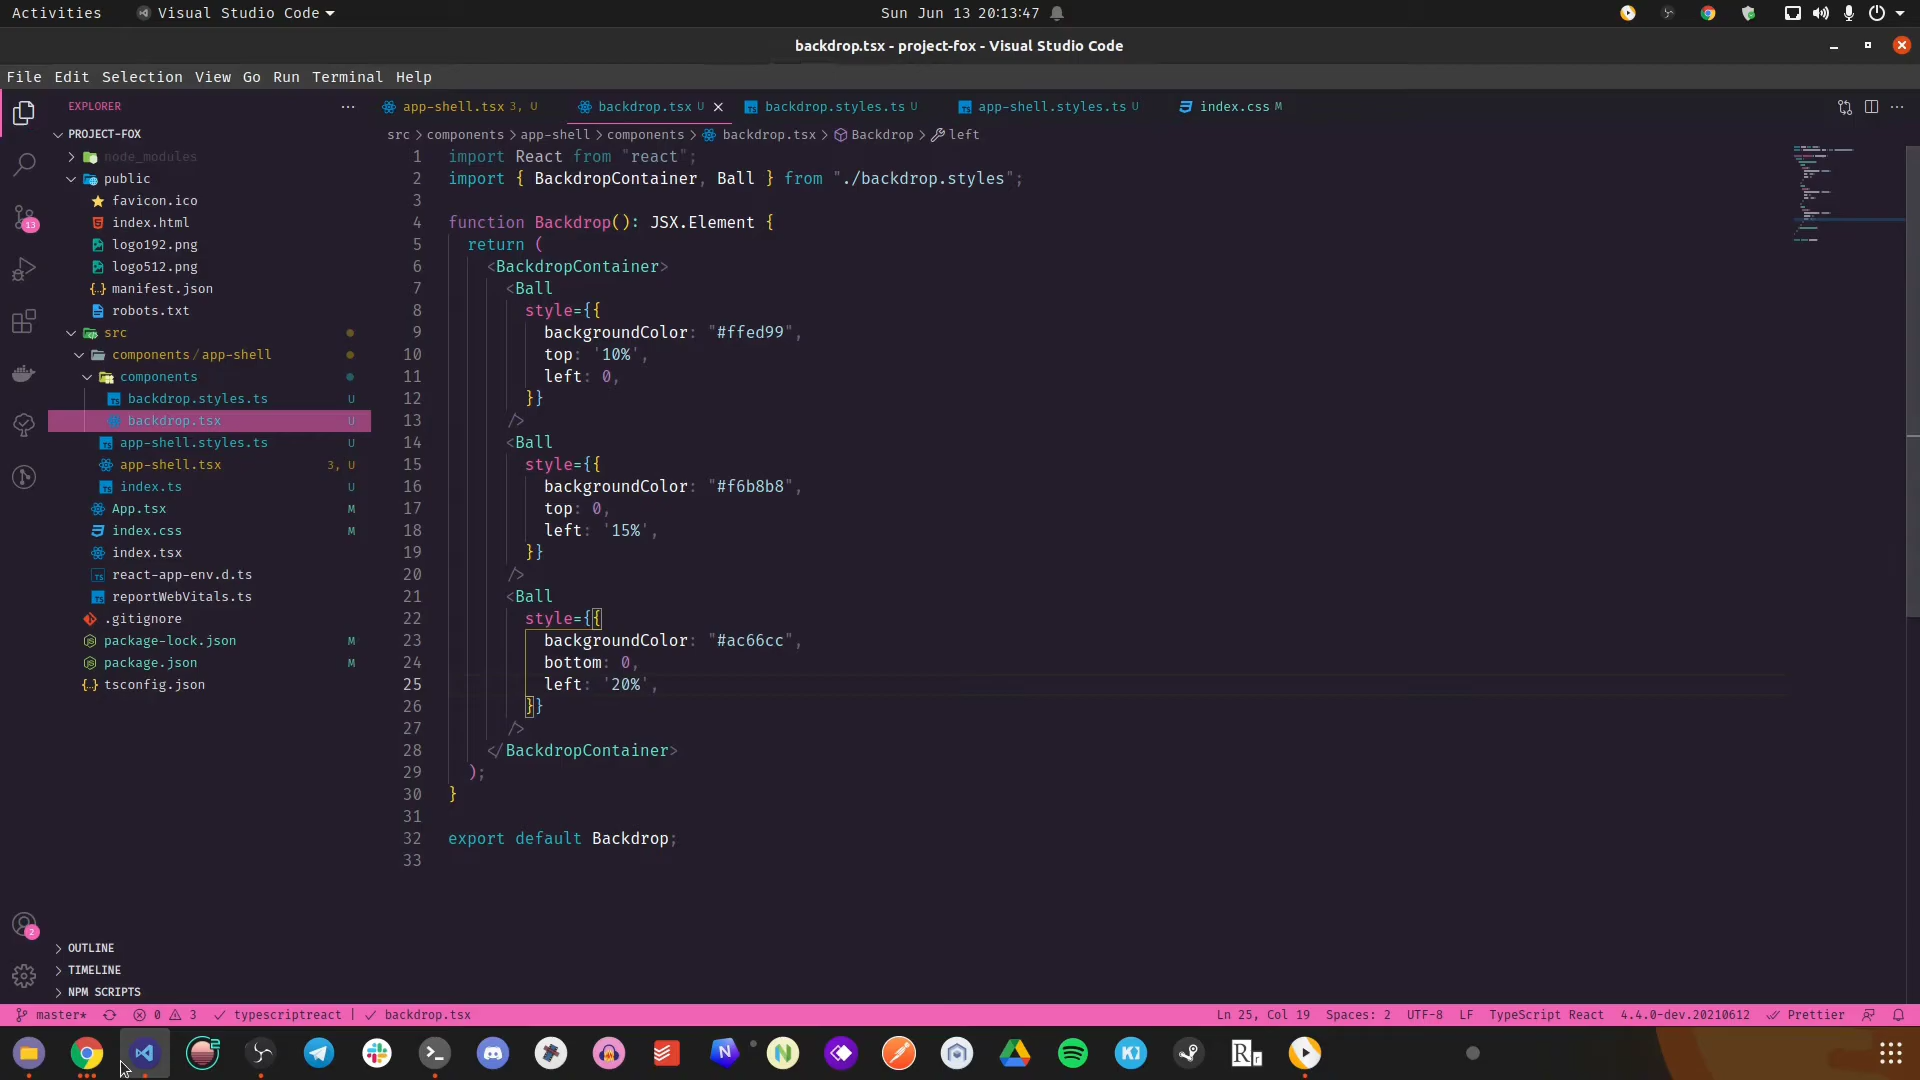 Activities
Visual Studio Code
Sun Jun 13 20:13:47
backdrop.tsx - project-fox - Visual Studio Code
File Edit Selection View Go Run Terminal Help
EXPLORER
app-shell.tsx 3, U
backdrop.tsx U
backdrop.styles.ts U
app-shell.styles.ts U
index.css M
src > components > app-shell > components > backdrop.tsx > Backdrop > left
PROJECT-FOX
node_modules
public
favicon.ico
index.html
logo192.png
logo512.png
manifest.json
robots.txt
src
components/app-shell
components
backdrop.styles.ts U
backdrop.tsx U
app-shell.styles.ts U
app-shell.tsx 3, U
index.ts U
App.tsx M
index.css M
index.tsx
react-app-env.d.ts
reportWebVitals.ts
.gitignore
package-lock.json M
package.json M
tsconfig.json
13
2
OUTLINE
TIMELINE
NPM SCRIPTS
1 import React from "react";
2 import { BackdropContainer, Ball } from "./backdrop.styles";
3
4 function Backdrop(): JSX.Element {
5 return (
6 <BackdropContainer>
7 <Ball
8 style={{
9 backgroundColor: "#ffed99",
10 top: '10%',
11 left: 0,
12 }}
13 />
14 <Ball
15 style={{
16 backgroundColor: "#f6b8b8",
17 top: 0,
18 left: '15%',
19 }}
20 />
21 <Ball
22 style={{
23 backgroundColor: "#ac66cc",
24 bottom: 0,
25 left: '20%',
26 }}
27 />
28 </BackdropContainer>
29 );
30 }
31
32 export default Backdrop;
33
master* 0 3 typescriptreact | backdrop.tsx
Ln 25, Col 19 Spaces: 2 UTF-8 LF TypeScript React 4.4.0-dev.20210612 Prettier